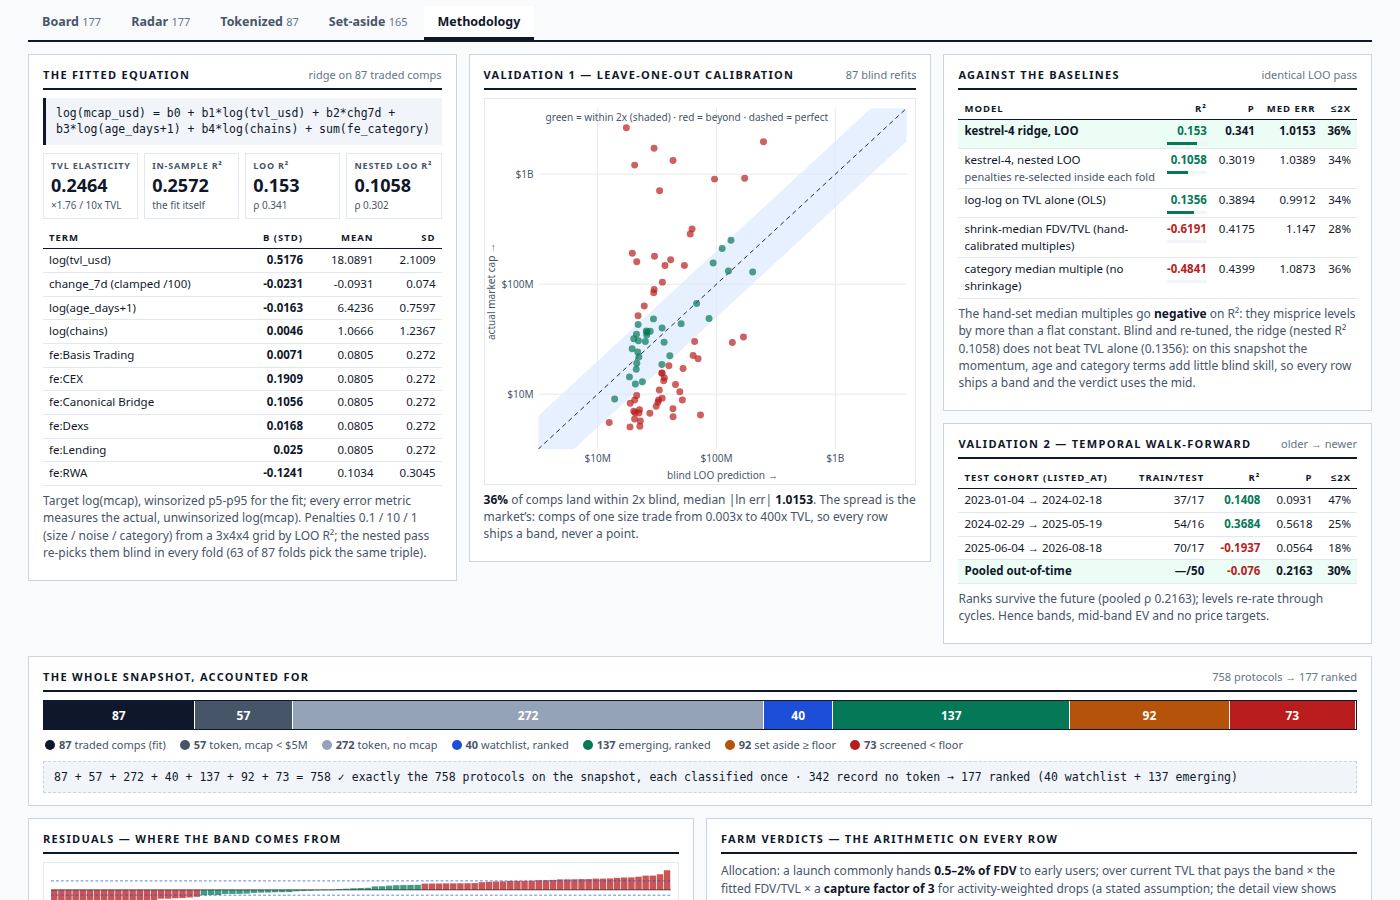 Board 177 Radar 177 Tokenized 87 Set-aside 165 Methodology
THE FITTED EQUATION ridge on 87 traded comps
log(mcap_usd) = b0 + b1*log(tvl_usd) + b2*chg7d +
b3*log(age_days+1) + b4*log(chains) + sum(fe_category)
TVL ELASTICITY IN-SAMPLE R² LOO R² NESTED LOO R²
0.2464 0.2572 0.153 0.1058
×1.76 / 10x TVL the fit itself ρ 0.341 ρ 0.302
TERM B (STD) MEAN SD
log(tvl_usd) 0.5176 18.0891 2.1009
change_7d (clamped /100) -0.0231 -0.0931 0.074
log(age_days+1) -0.0163 6.4236 0.7597
log(chains) 0.0046 1.0666 1.2367
fe:Basis Trading 0.0071 0.0805 0.272
fe:CEX 0.1909 0.0805 0.272
fe:Canonical Bridge 0.1056 0.0805 0.272
fe:Dexs 0.0168 0.0805 0.272
fe:Lending 0.025 0.0805 0.272
fe:RWA -0.1241 0.1034 0.3045
Target log(mcap), winsorized p5-p95 for the fit; every error metric
measures the actual, unwinsorized log(mcap). Penalties 0.1 / 10 / 1
(size / noise / category) from a 3x4x4 grid by LOO R²; the nested pass
re-picks them blind in every fold (63 of 87 folds pick the same triple).
VALIDATION 1 — LEAVE-ONE-OUT CALIBRATION 87 blind refits
green = within 2x (shaded) · red = beyond · dashed = perfect
$1B
$100M
$10M
actual market cap →
$10M $100M $1B
blind LOO prediction →
36% of comps land within 2x blind, median |ln err| 1.0153. The spread is the
market's: comps of one size trade from 0.003x to 400x TVL, so every row
ships a band, never a point.
AGAINST THE BASELINES identical LOO pass
MODEL R² Ρ MED ERR ≤2X
kestrel-4 ridge, LOO 0.153 0.341 1.0153 36%
kestrel-4, nested LOO 0.1058 0.3019 1.0389 34%
penalties re-selected inside each fold
log-log on TVL alone (OLS) 0.1356 0.3894 0.9912 34%
shrink-median FDV/TVL (hand- -0.6191 0.4175 1.147 28%
calibrated multiples)
category median multiple (no -0.4841 0.4399 1.0873 36%
shrinkage)
The hand-set median multiples go negative on R²: they misprice levels
by more than a flat constant. Blind and re-tuned, the ridge (nested R²
0.1058) does not beat TVL alone (0.1356): on this snapshot the
momentum, age and category terms add little blind skill, so every row
ships a band and the verdict uses the mid.
VALIDATION 2 — TEMPORAL WALK-FORWARD older → newer
TEST COHORT (LISTED_AT) TRAIN/TEST R² Ρ ≤2X
2023-01-04 → 2024-02-18 37/17 0.1408 0.0931 47%
2024-02-29 → 2025-05-19 54/16 0.3684 0.5618 25%
2025-06-04 → 2026-08-18 70/17 -0.1937 0.0564 18%
Pooled out-of-time —/50 -0.076 0.2163 30%
Ranks survive the future (pooled ρ 0.2163); levels re-rate through
cycles. Hence bands, mid-band EV and no price targets.
THE WHOLE SNAPSHOT, ACCOUNTED FOR 758 protocols → 177 ranked
87 57 272 40 137 92 73
87 traded comps (fit) 57 token, mcap < $5M 272 token, no mcap 40 watchlist, ranked 137 emerging, ranked 92 set aside ≥ floor 73 screened < floor
87 + 57 + 272 + 40 + 137 + 92 + 73 = 758 ✓ exactly the 758 protocols on the snapshot, each classified once · 342 record no token → 177 ranked (40 watchlist + 137 emerging)
RESIDUALS — WHERE THE BAND COMES FROM
FARM VERDICTS — THE ARITHMETIC ON EVERY ROW
Allocation: a launch commonly hands 0.5–2% of FDV to early users; over current TVL that pays the band × the
fitted FDV/TVL × a capture factor of 3 for activity-weighted drops (a stated assumption; the detail view shows